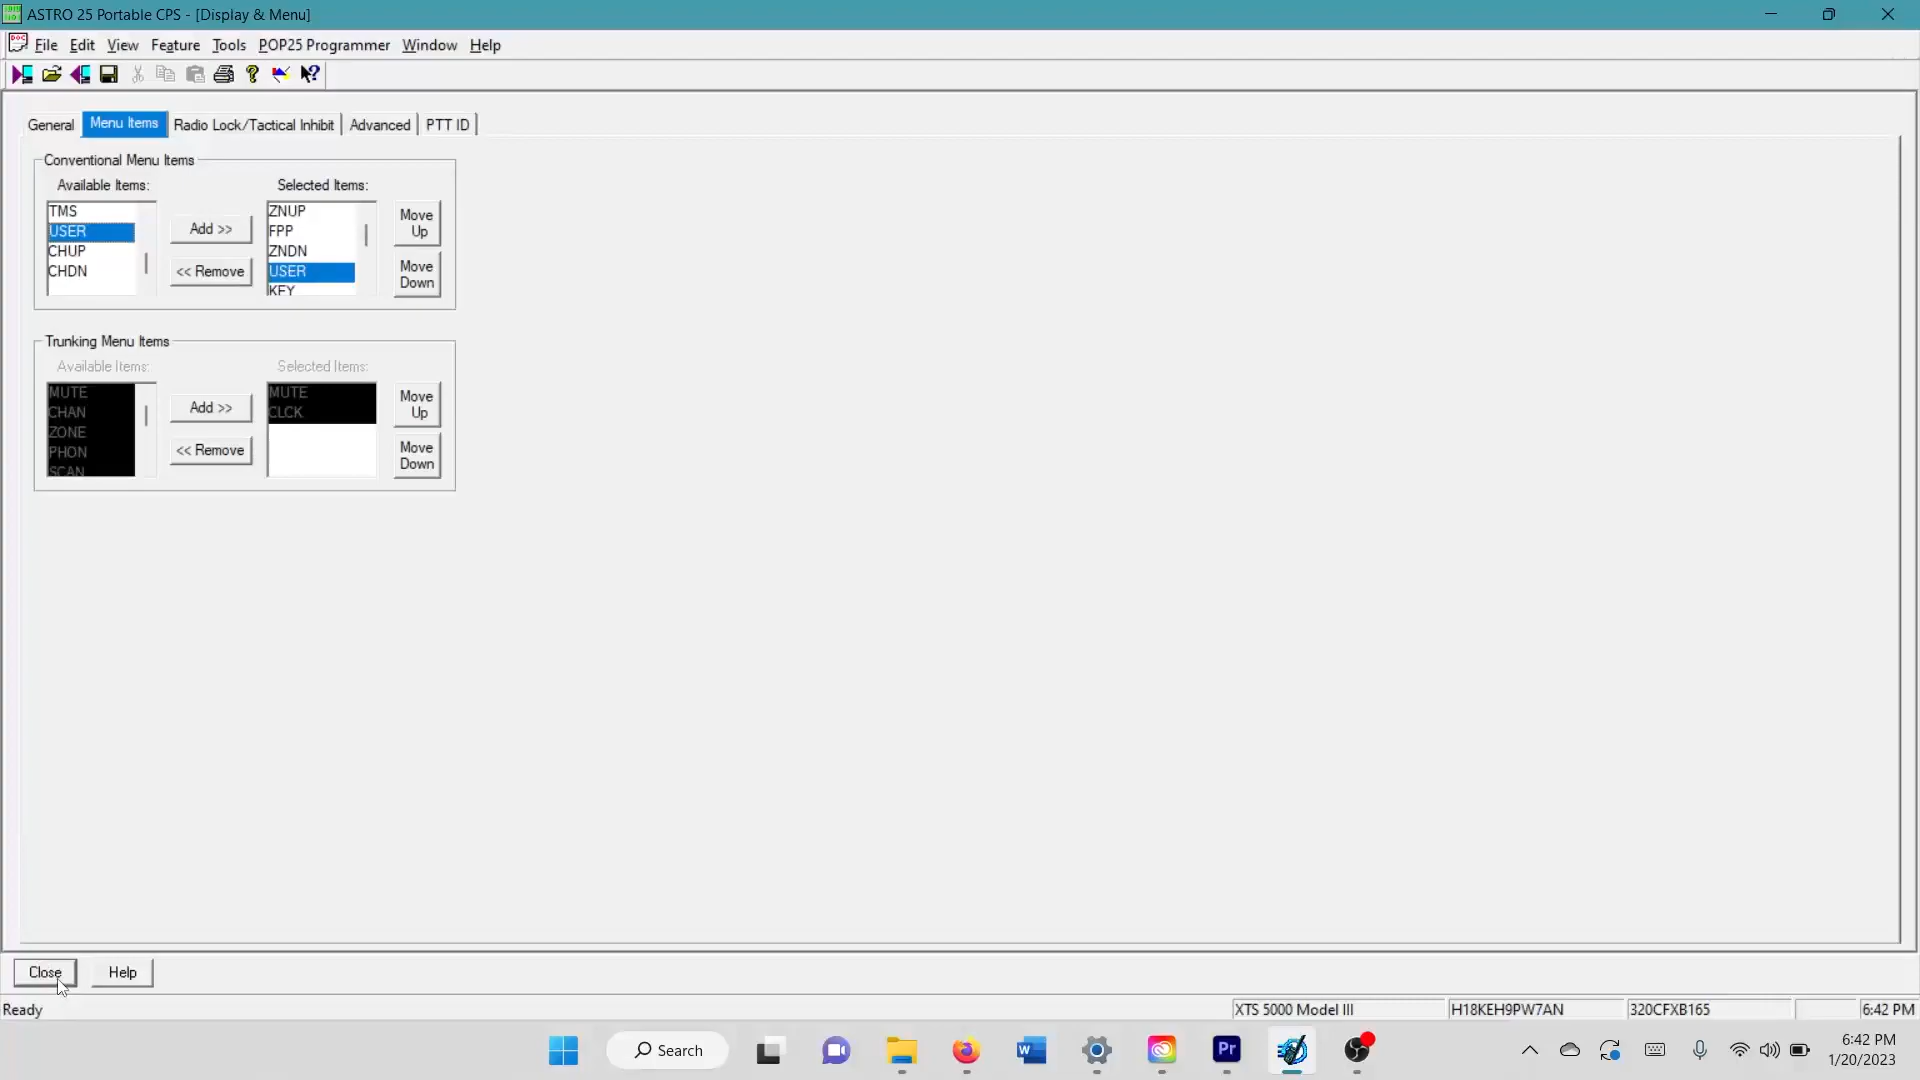 ASTRO 25 Portable CPS - [Display & Menu]
File Edit View Feature Tools POP25 Programmer Window Help
General Menu Items Radio Lock/Tactical Inhibit Advanced PTT ID
Conventional Menu Items
Available Items: Selected Items:
TMS
USER
CHUP
CHDN
Add >>
<< Remove
ZNUP
FPP
ZNDN
USER
KEY
Move Up
Move Down
Trunking Menu Items
Available Items: Selected Items:
MUTE
CHAN
ZONE
PHON
SCAN
Add >>
<< Remove
MUTE
CLCK
Move Up
Move Down
Close Help
Ready XTS 5000 Model III H18KEH9PW7AN 320CFXB165 6:42 PM
Search
6:42 PM
1/20/2023